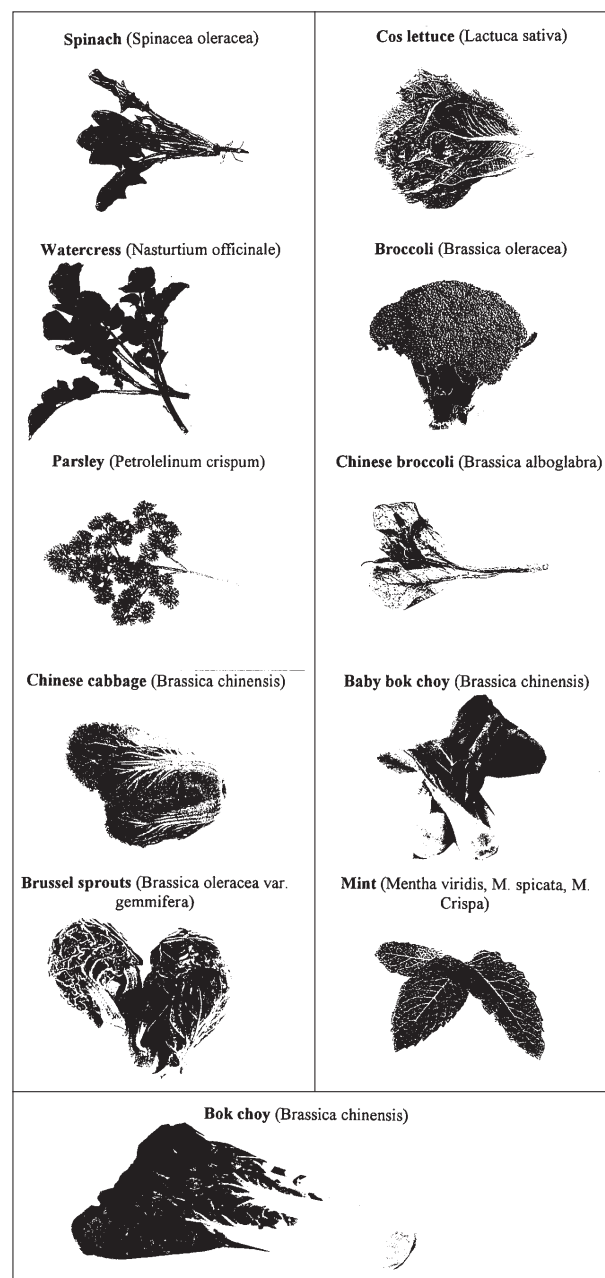 Spinach (Spinacea oleracea)
Cos lettuce (Lactuca sativa)
Watercress (Nasturtium officinale)
Broccoli (Brassica oleracea)
Parsley (Petrolelinum crispum)
Chinese broccoli (Brassica alboglabra)
Chinese cabbage (Brassica chinensis)
Baby bok choy (Brassica chinensis)
Brussel sprouts (Brassica oleracea var.
gemmifera)
Mint (Mentha viridis, M. spicata, M.
Crispa)
Bok choy (Brassica chinensis)